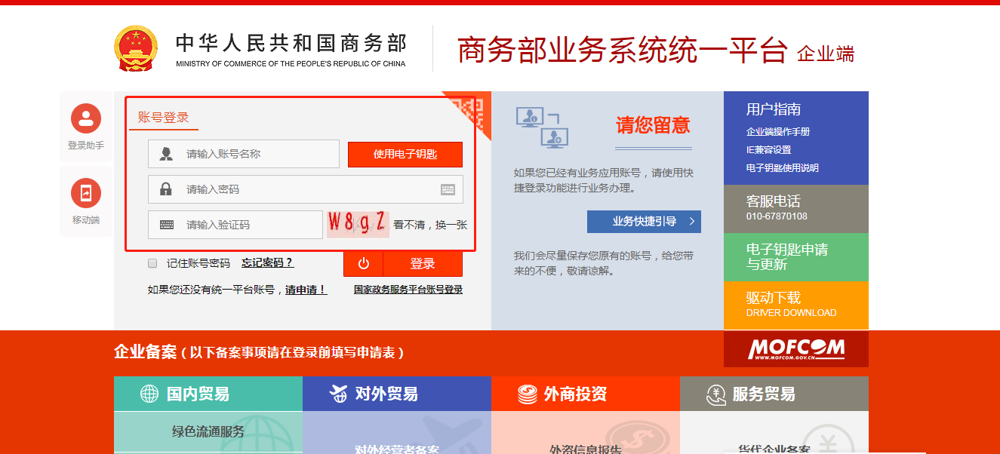 中华人民共和国商务部
MINISTRY OF COMMERCE OF THE PEOPLE'S REPUBLIC OF CHINA
商务部业务系统统一平台 企业端
登录助手
移动端
账号登录
请输入账号名称
使用电子钥匙
请输入密码
请输入验证码
W8gZ
看不清，换一张
记住账号密码 忘记密码？
登录
如果您还没有统一平台账号，请申请！
国家政务服务平台账号登录
请您留意
如果您已经有业务应用账号，请使用快
捷登录功能进行业务办理。
业务快捷引导
我们会尽量保存您原有的账号，给您带
来的不便，敬请谅解。
用户指南
企业端操作手册
IE兼容设置
电子钥匙使用说明
客服电话
010-67870108
电子钥匙申请
与更新
驱动下载
DRIVER DOWNLOAD
企业备案（以下备案事项请在登录前填写申请表）
MOFCOM
WWW.MOFCOM.GOV.CN
国内贸易
对外贸易
外商投资
服务贸易
绿色流通服务
对外经营者备案
外资信息报告
货代企业备案